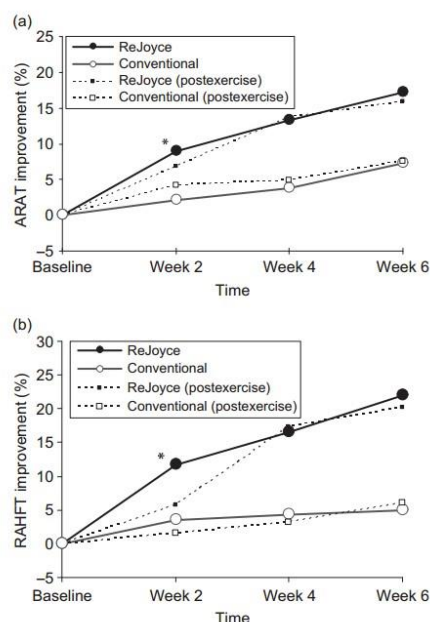 (a)
25
20
15
10
5
0
−5
ARAT improvement (%)
ReJoyce
Conventional
ReJoyce (postexercise)
Conventional (postexercise)
*
Baseline Week 2 Week 4 Week 6
Time
(b)
30
25
20
15
10
5
0
−5
RAHFT improvement (%)
ReJoyce
Conventional
ReJoyce (postexercise)
Conventional (postexercise)
*
Baseline Week 2 Week 4 Week 6
Time